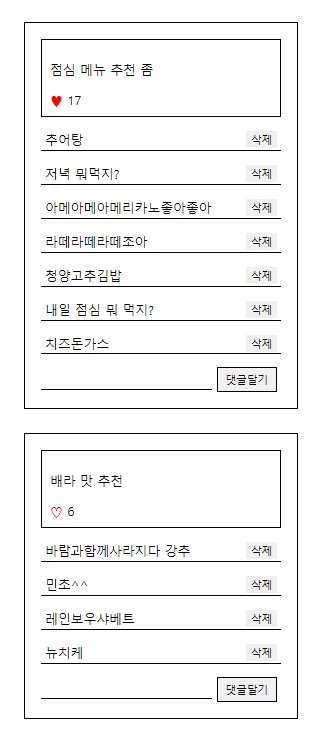 점심 메뉴 추천 좀
♥ 17
추어탕 삭제
저녁 뭐먹지? 삭제
아메아메아메리카노좋아좋아 삭제
라떼라떼라떼조아 삭제
청양고추김밥 삭제
내일 점심 뭐 먹지? 삭제
치즈돈가스 삭제
댓글달기
배라 맛 추천
♡ 6
바람과함께사라지다 강추 삭제
민초^^ 삭제
레인보우샤베트 삭제
뉴치케 삭제
댓글달기